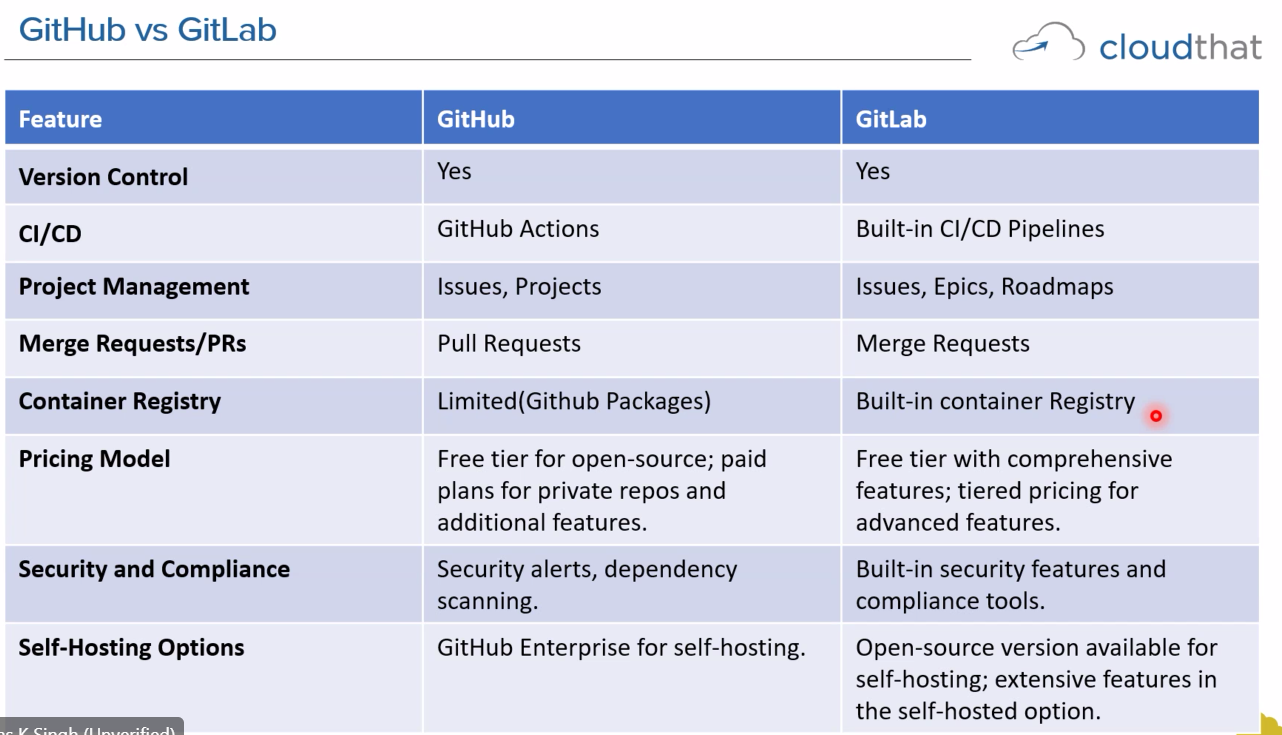 GitHub vs GitLab
cloudthat
Feature GitHub GitLab
Version Control Yes Yes
CI/CD GitHub Actions Built-in CI/CD Pipelines
Project Management Issues, Projects Issues, Epics, Roadmaps
Merge Requests/PRs Pull Requests Merge Requests
Container Registry Limited(Github Packages) Built-in container Registry
Pricing Model
Free tier for open-source; paid
plans for private repos and
additional features.
Free tier with comprehensive
features; tiered pricing for
advanced features.
Security and Compliance
Security alerts, dependency
scanning.
Built-in security features and
compliance tools.
Self-Hosting Options
GitHub Enterprise for self-hosting.
Open-source version available for
self-hosting; extensive features in
the self-hosted option.
K Singh (Unverified)